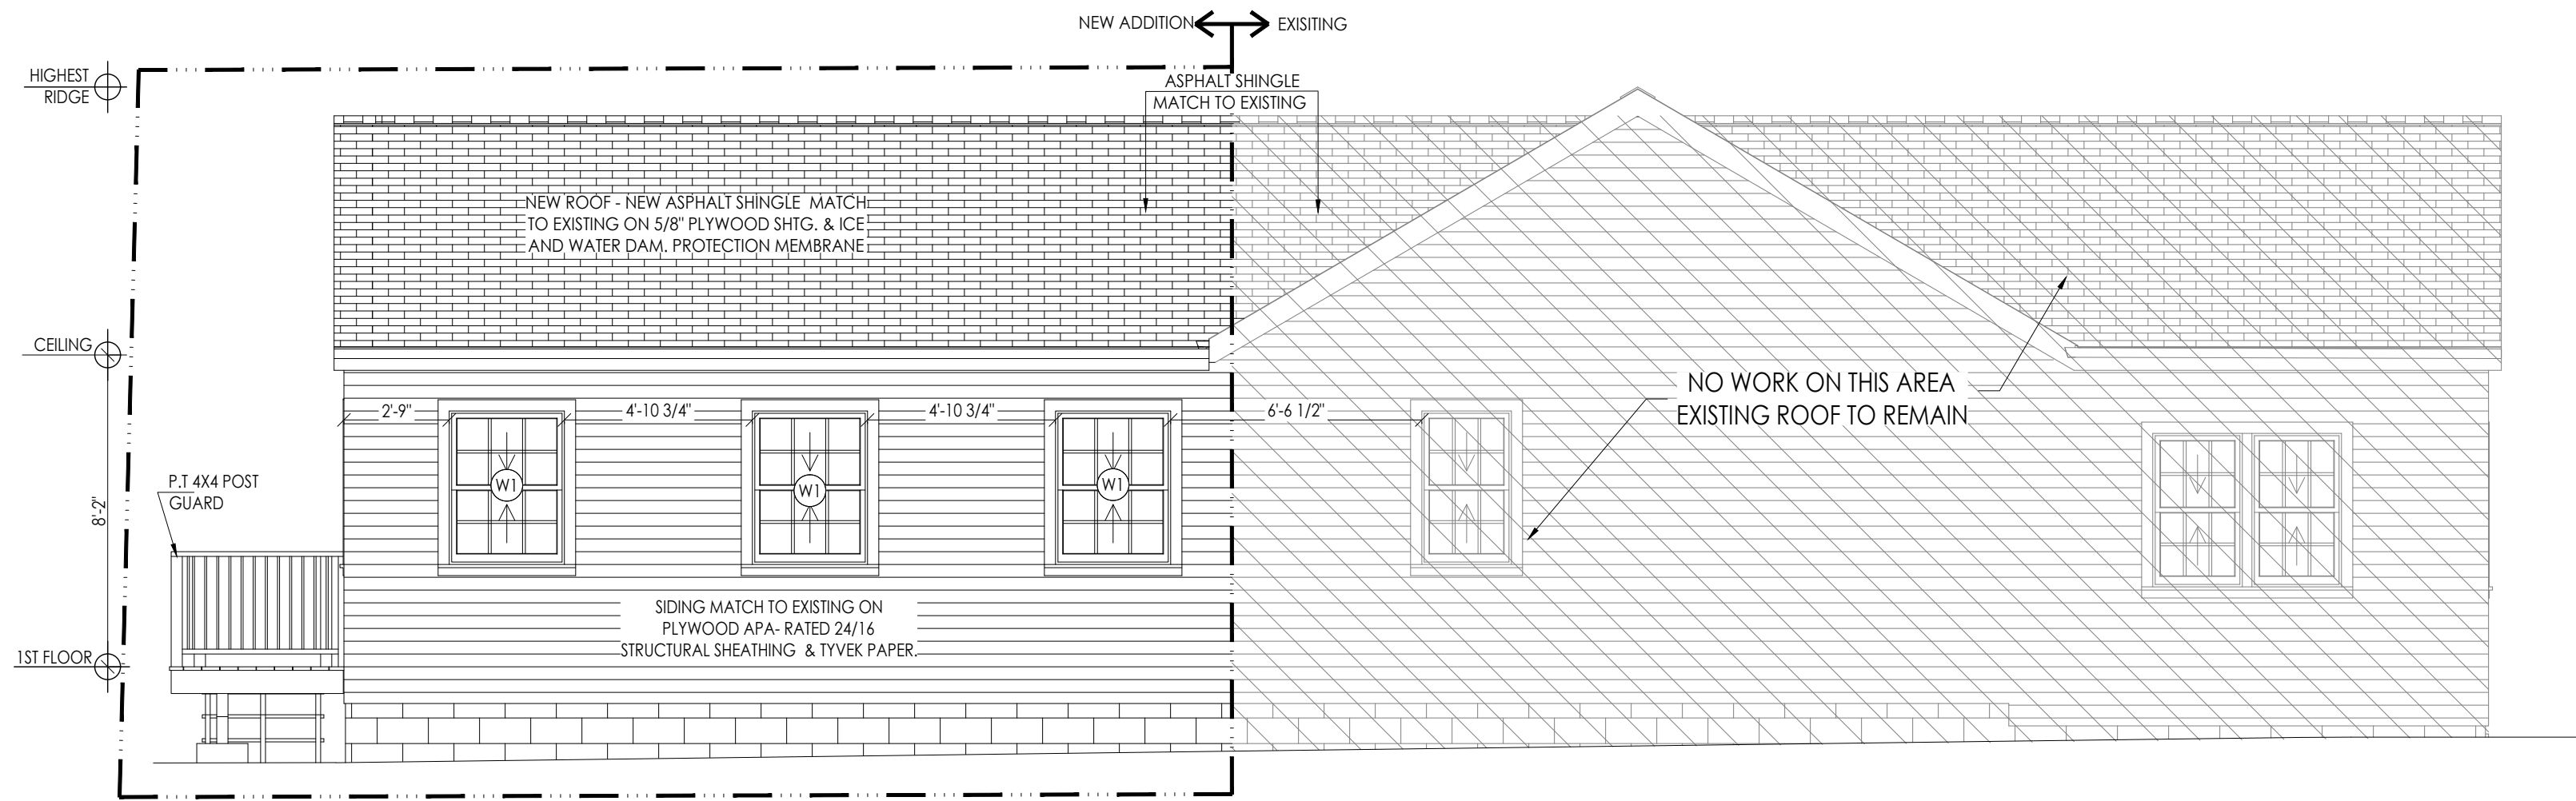 NEW ADDITION
EXISITING
HIGHEST
RIDGE
ASPHALT SHINGLE
MATCH TO EXISTING
NEW ROOF - NEW ASPHALT SHINGLE MATCH
TO EXISTING ON 5/8" PLYWOOD SHTG. & ICE
AND WATER DAM. PROTECTION MEMBRANE
CEILING
NO WORK ON THIS AREA
EXISTING ROOF TO REMAIN
2'-9"
4'-10 3/4"
4'-10 3/4"
6'-6 1/2"
W1
W1
W1
P.T 4X4 POST
GUARD
8'-2"
SIDING MATCH TO EXISTING ON
PLYWOOD APA- RATED 24/16
STRUCTURAL SHEATHING & TYVEK PAPER.
1ST FLOOR